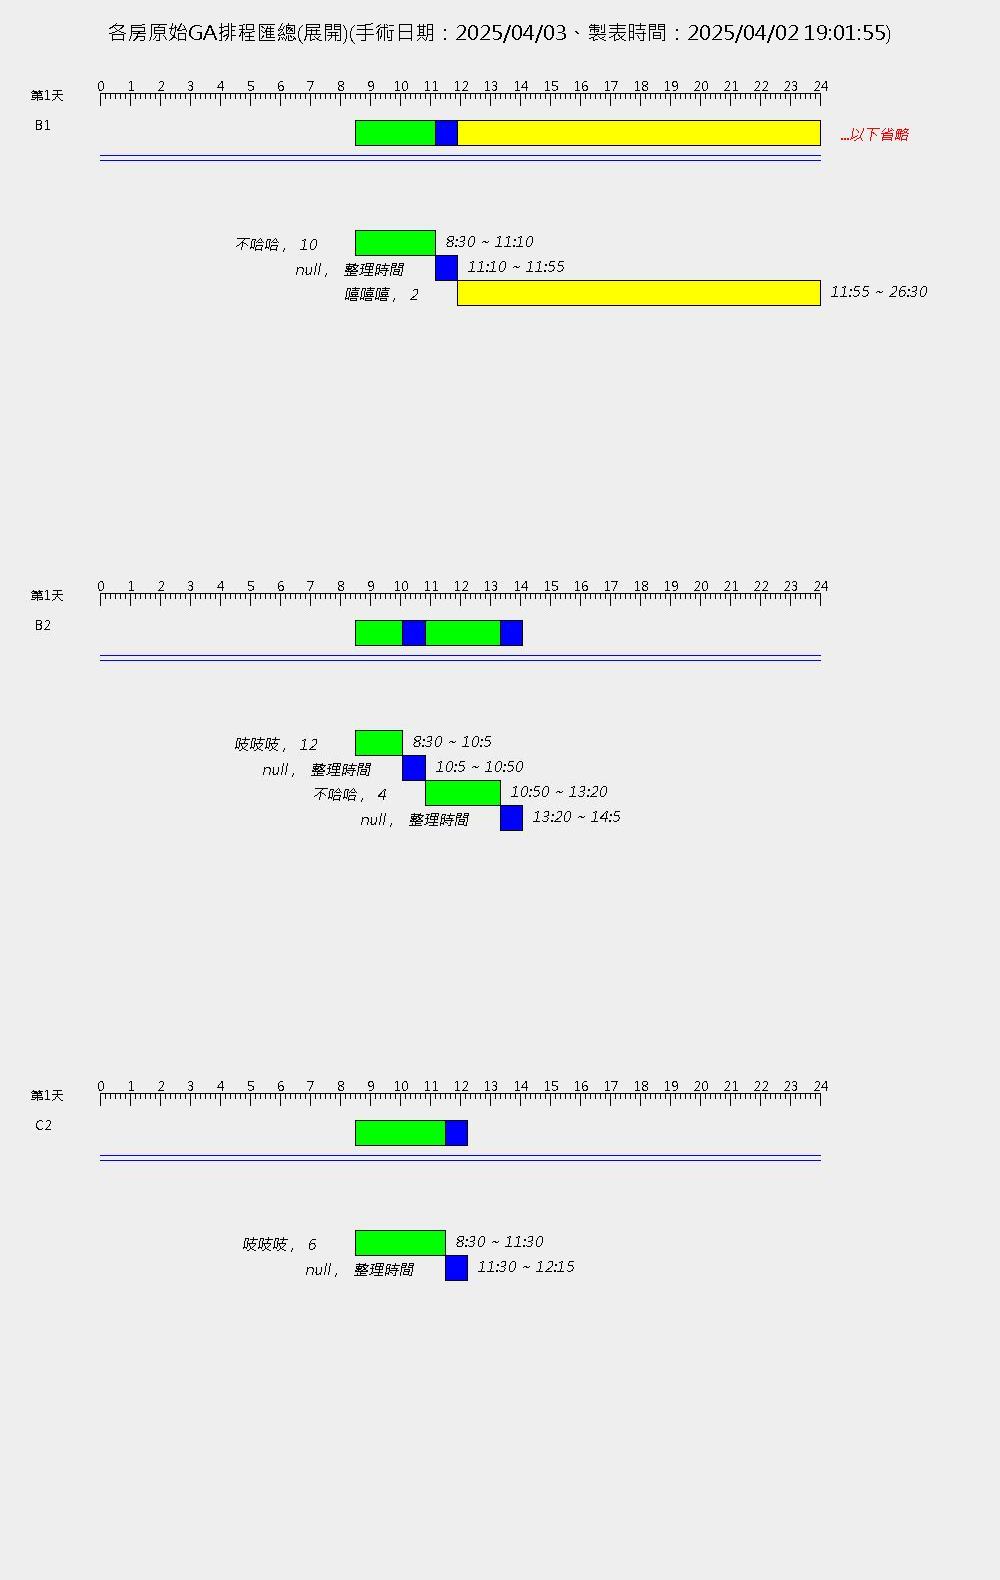 各房原始GA排程匯總(展開)(手術日期：2025/04/03、製表時間：2025/04/02 19:01:55)
第1天 0 1 2 3 4 5 6 7 8 9 10 11 12 13 14 15 16 17 18 19 20 21 22 23 24
B1 ...以下省略
不哈哈， 10 8:30 ~ 11:10
null， 整理時間 11:10 ~ 11:55
嘻嘻嘻， 2 11:55 ~ 26:30
第1天 0 1 2 3 4 5 6 7 8 9 10 11 12 13 14 15 16 17 18 19 20 21 22 23 24
B2
吱吱吱， 12 8:30 ~ 10:5
null， 整理時間 10:5 ~ 10:50
不哈哈， 4 10:50 ~ 13:20
null， 整理時間 13:20 ~ 14:5
第1天 0 1 2 3 4 5 6 7 8 9 10 11 12 13 14 15 16 17 18 19 20 21 22 23 24
C2
吱吱吱， 6 8:30 ~ 11:30
null， 整理時間 11:30 ~ 12:15